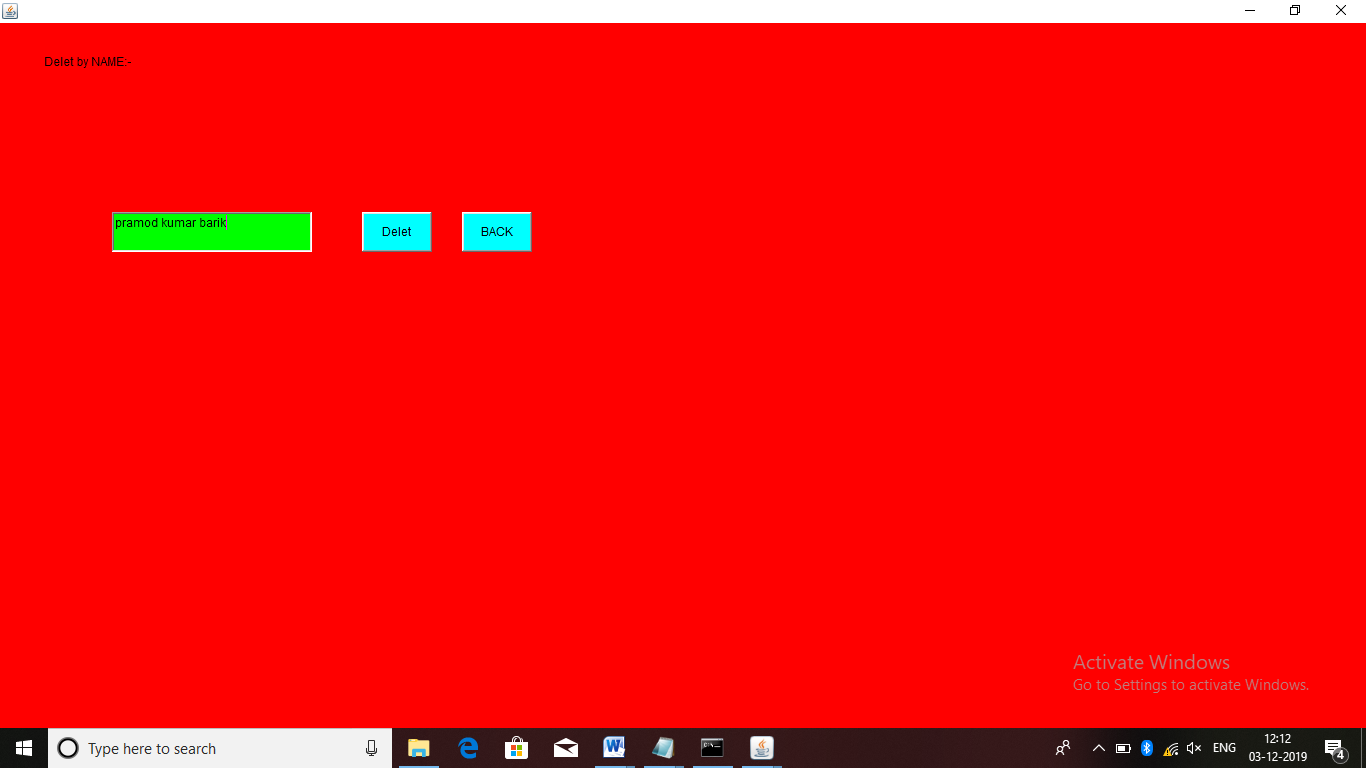 Delet by NAME -
pramod kumar barik
Delet
BACK
Activate Windows
Go to Settings to activate Windows.
Type here to search
ENG
12:12
03-12-2019
4